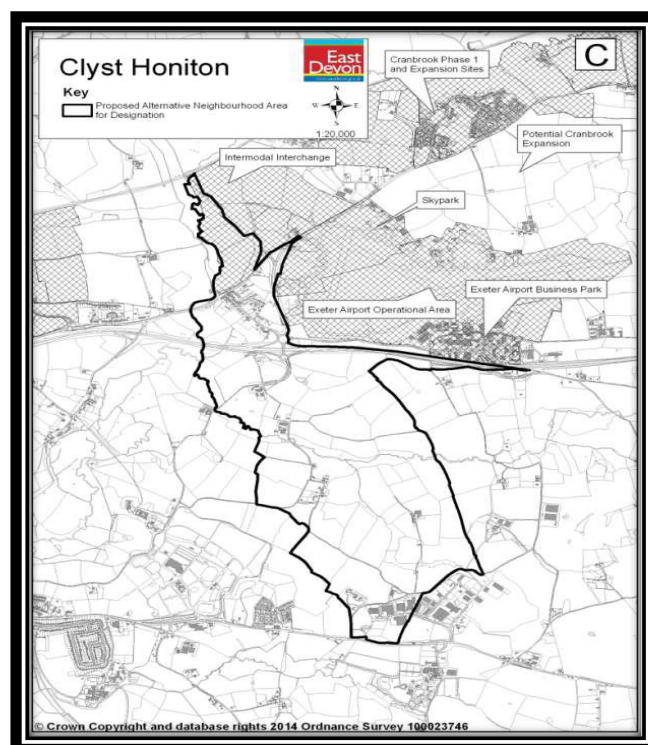 Clyst Honiton
Key
Proposed Alternative Neighbourhood Area
for Designation
East
Devon
N
W E
S
1:20,000
C
Cranbrook Phase 1
and Expansion Sites
Potential Cranbrook
Expansion
Intermodal Interchange
Skypark
Exeter Airport Business Park
Exeter Airport Operational Area
© Crown Copyright and database rights 2014 Ordnance Survey 100023746